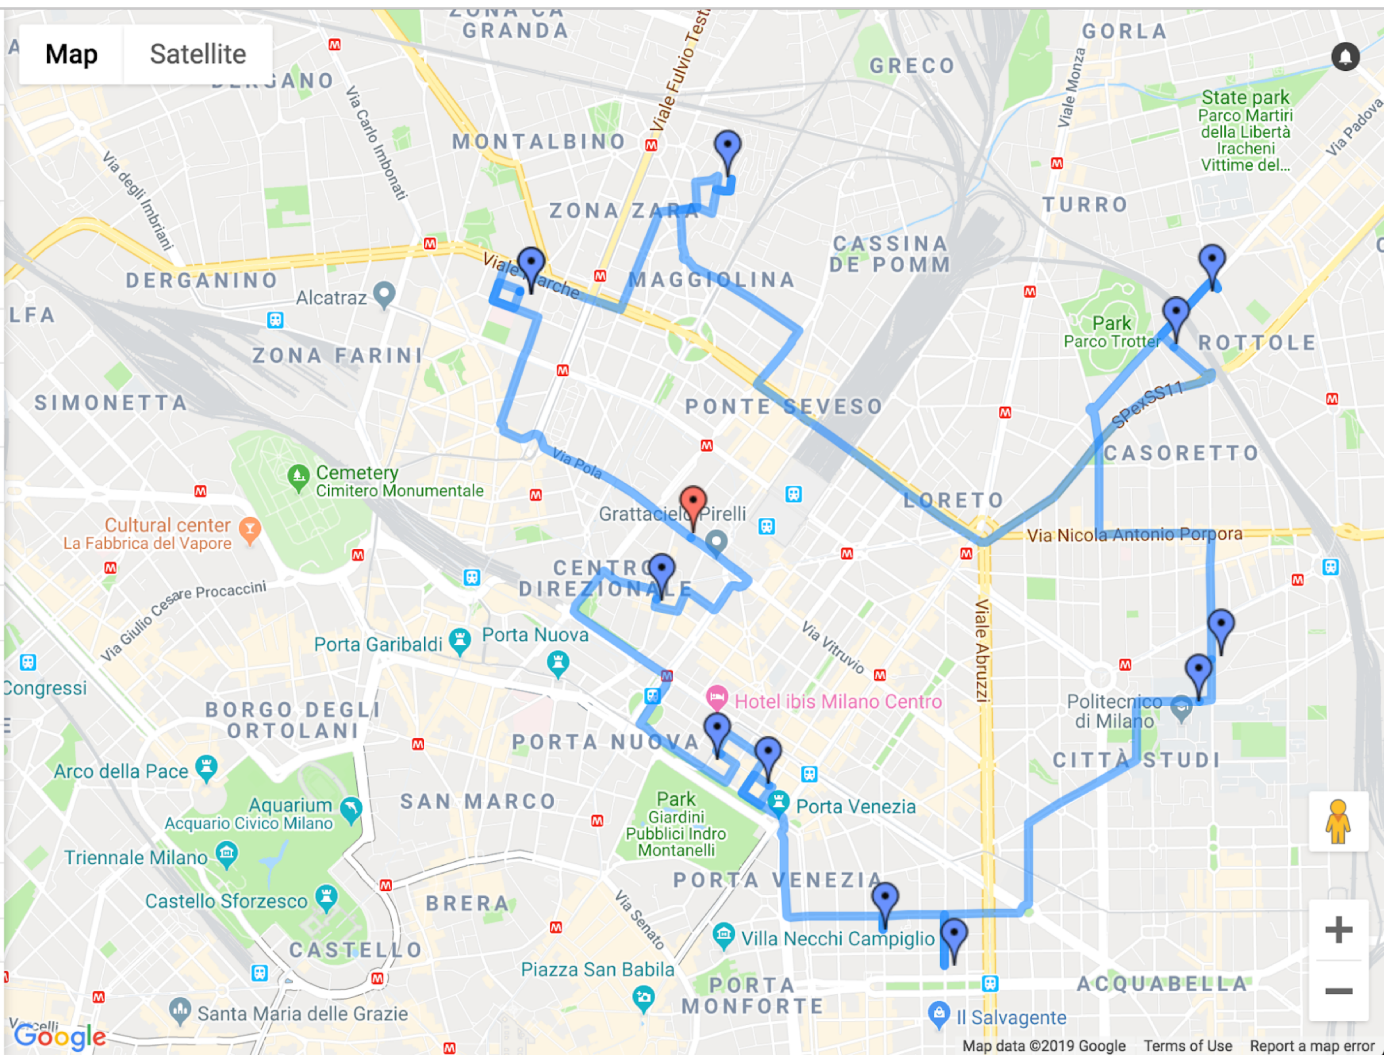 ZONA CA
GRANDA
GORLA
Map
Satellite
GRECO
DERGANO
Viale Fulvio Testi
Viale Monza
State park
Parco Martiri
della Libertà
Iracheni
Vittime del...
Via Padova
Via Carlo Imbonati
MONTALBINO
Via degli Imbriani
ZONA ZARA
TURRO
CASSINA
DE POMM
Viale Marche
DERGANINO
MAGGIOLINA
Alcatraz
LFA
Park
Parco Trotter
ROTTOLE
ZONA FARINI
SPexSS11
SIMONETTA
PONTE SEVESO
CASORETTO
Via Pola
Cemetery
Cimitero Monumentale
LORETO
Grattacielo Pirelli
Cultural center
La Fabbrica del Vapore
Via Nicola Antonio Porpora
CENTRO
DIREZIONALE
Via Giulio Cesare Procaccini
Viale Abruzzi
Via Vitruvio
Porta Garibaldi
Porta Nuova
Congressi
Hotel ibis Milano Centro
Politecnico
di Milano
BORGO DEGLI
ORTOLANI
PORTA NUOVA
CITTÀ STUDI
Arco della Pace
SAN MARCO
Park
Giardini
Pubblici Indro
Montanelli
Porta Venezia
Aquarium
Acquario Civico Milano
Triennale Milano
PORTA VENEZIA
Castello Sforzesco
BRERA
Via Senato
Villa Necchi Campiglio
CASTELLO
Piazza San Babila
PORTA
MONFORTE
ACQUABELLA
Santa Maria delle Grazie
Il Salvagente
Google
Map data ©2019 Google
Terms of Use
Report a map error